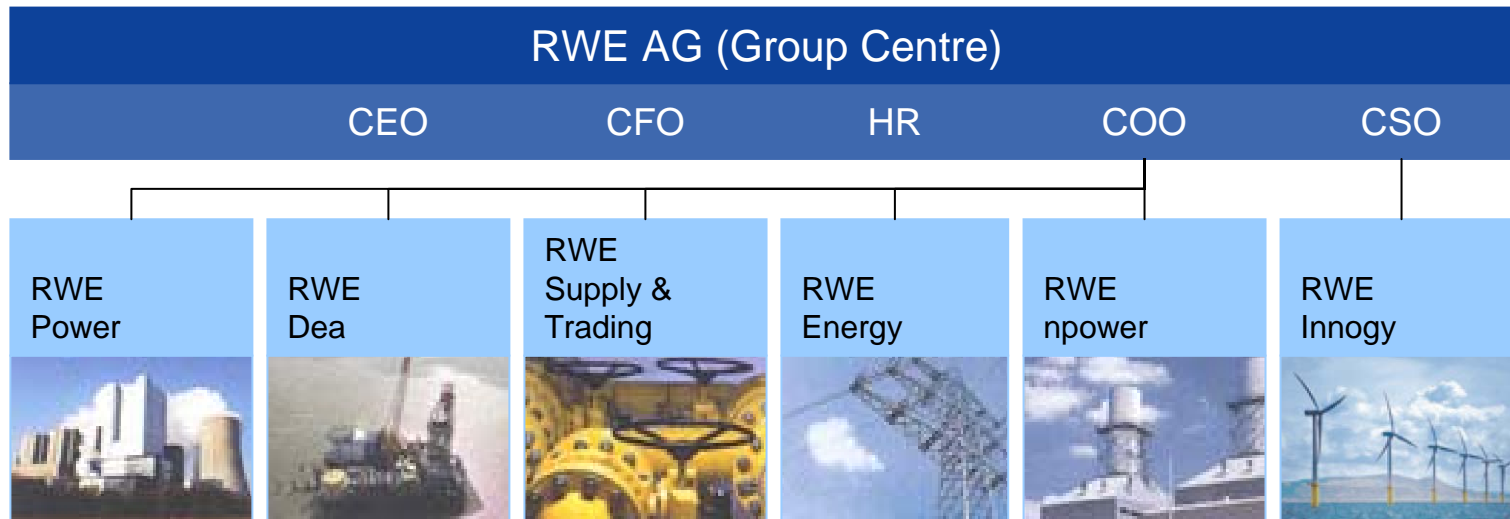 RWE AG (Group Centre)
CEO CFO HR COO CSO
RWE
Power
RWE
Dea
RWE
Supply &
Trading
RWE
Energy
RWE
npower
RWE
Innogy